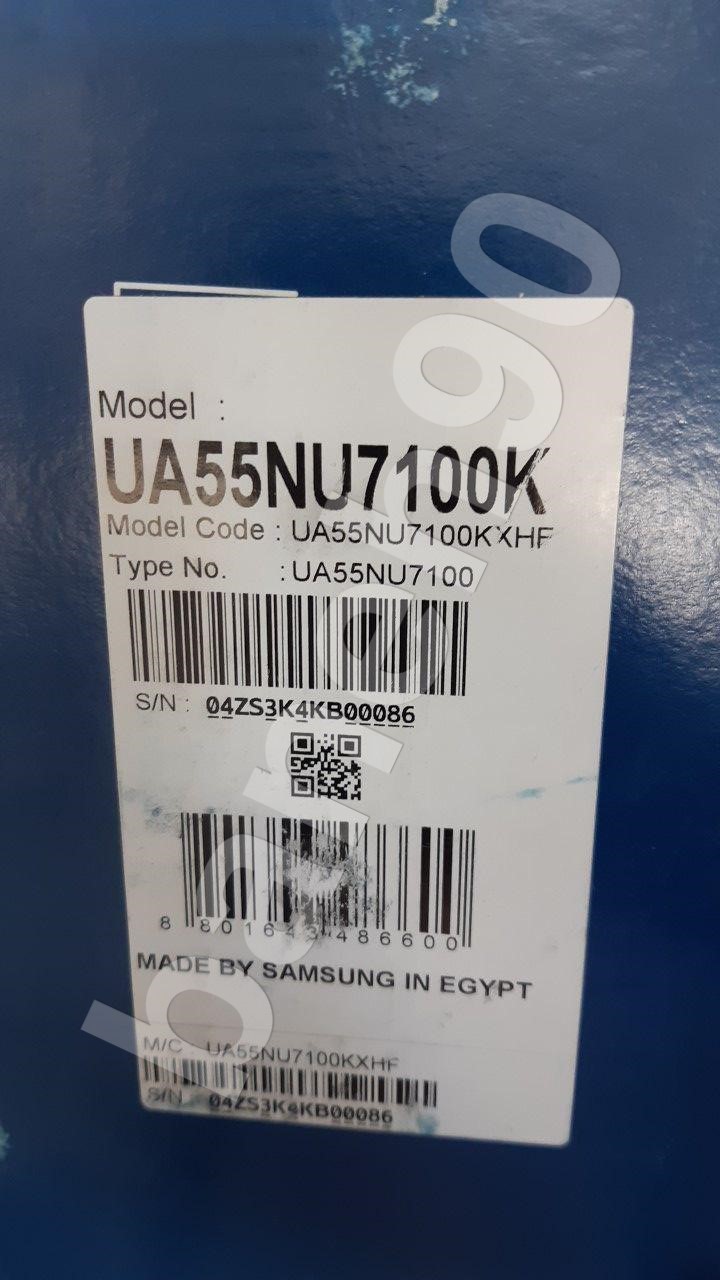 Model :
UA55NU7100K
Model Code : UA55NU7100KXHF
Type No. : UA55NU7100
S/N : 04ZS3K4KB00086
8 801643 486600
MADE BY SAMSUNG IN EGYPT
M/C UA55NU7100KXHF
S/N 04ZS3K4KB00086